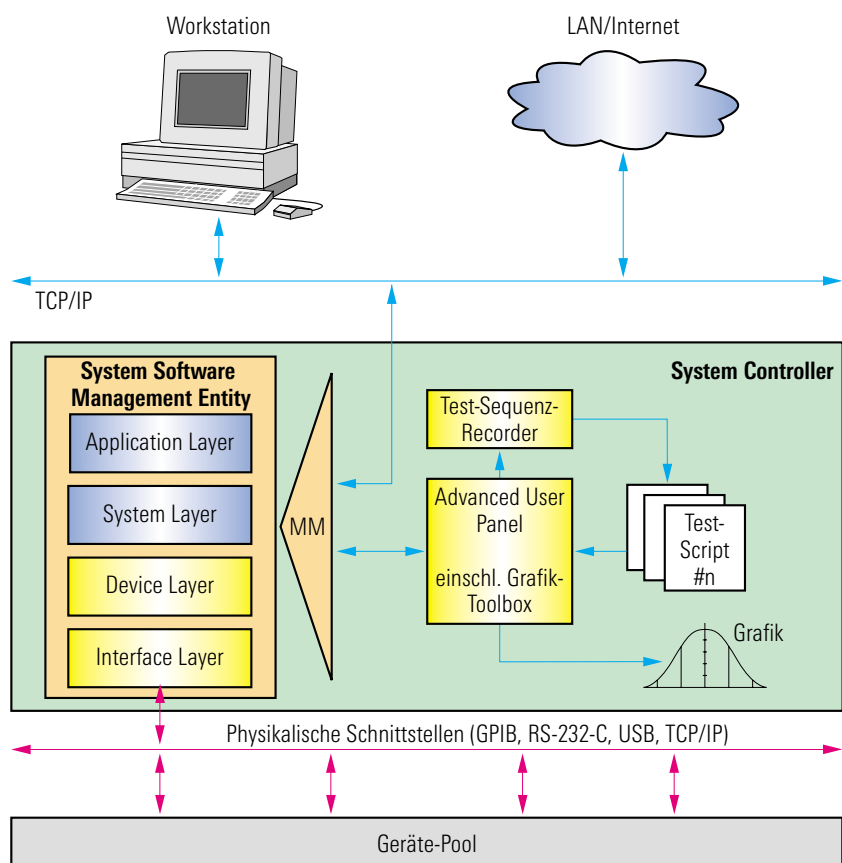 Workstation
LAN/Internet
TCP/IP
System Software
Management Entity
System Controller
Application Layer
System Layer
Device Layer
Interface Layer
MM
Test-Sequenz-
Recorder
Advanced User
Panel
einschl. Grafik-
Toolbox
Test-
Script
#n
Grafik
Physikalische Schnittstellen (GPIB, RS-232-C, USB, TCP/IP)
Geräte-Pool